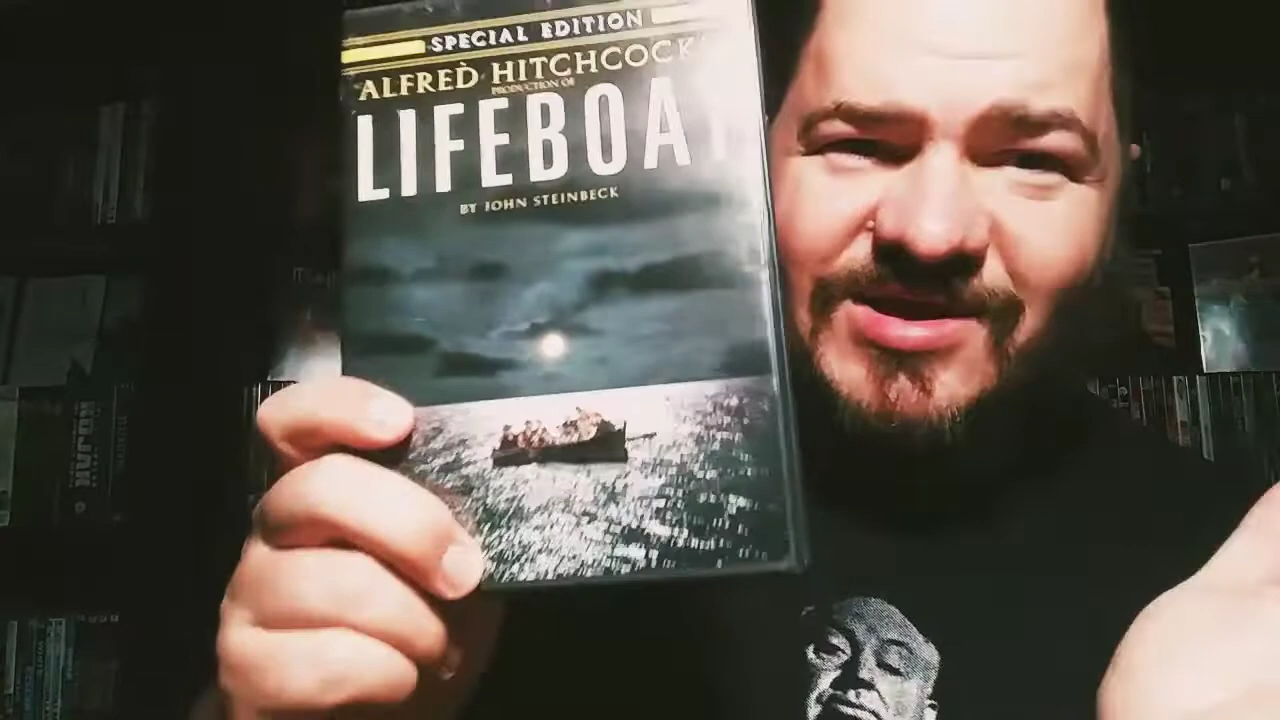 SPECIAL EDITION
ALFRED HITCHCOCK'
PRODUCTION OF
LIFEBOA
BY JOHN STEINBECK